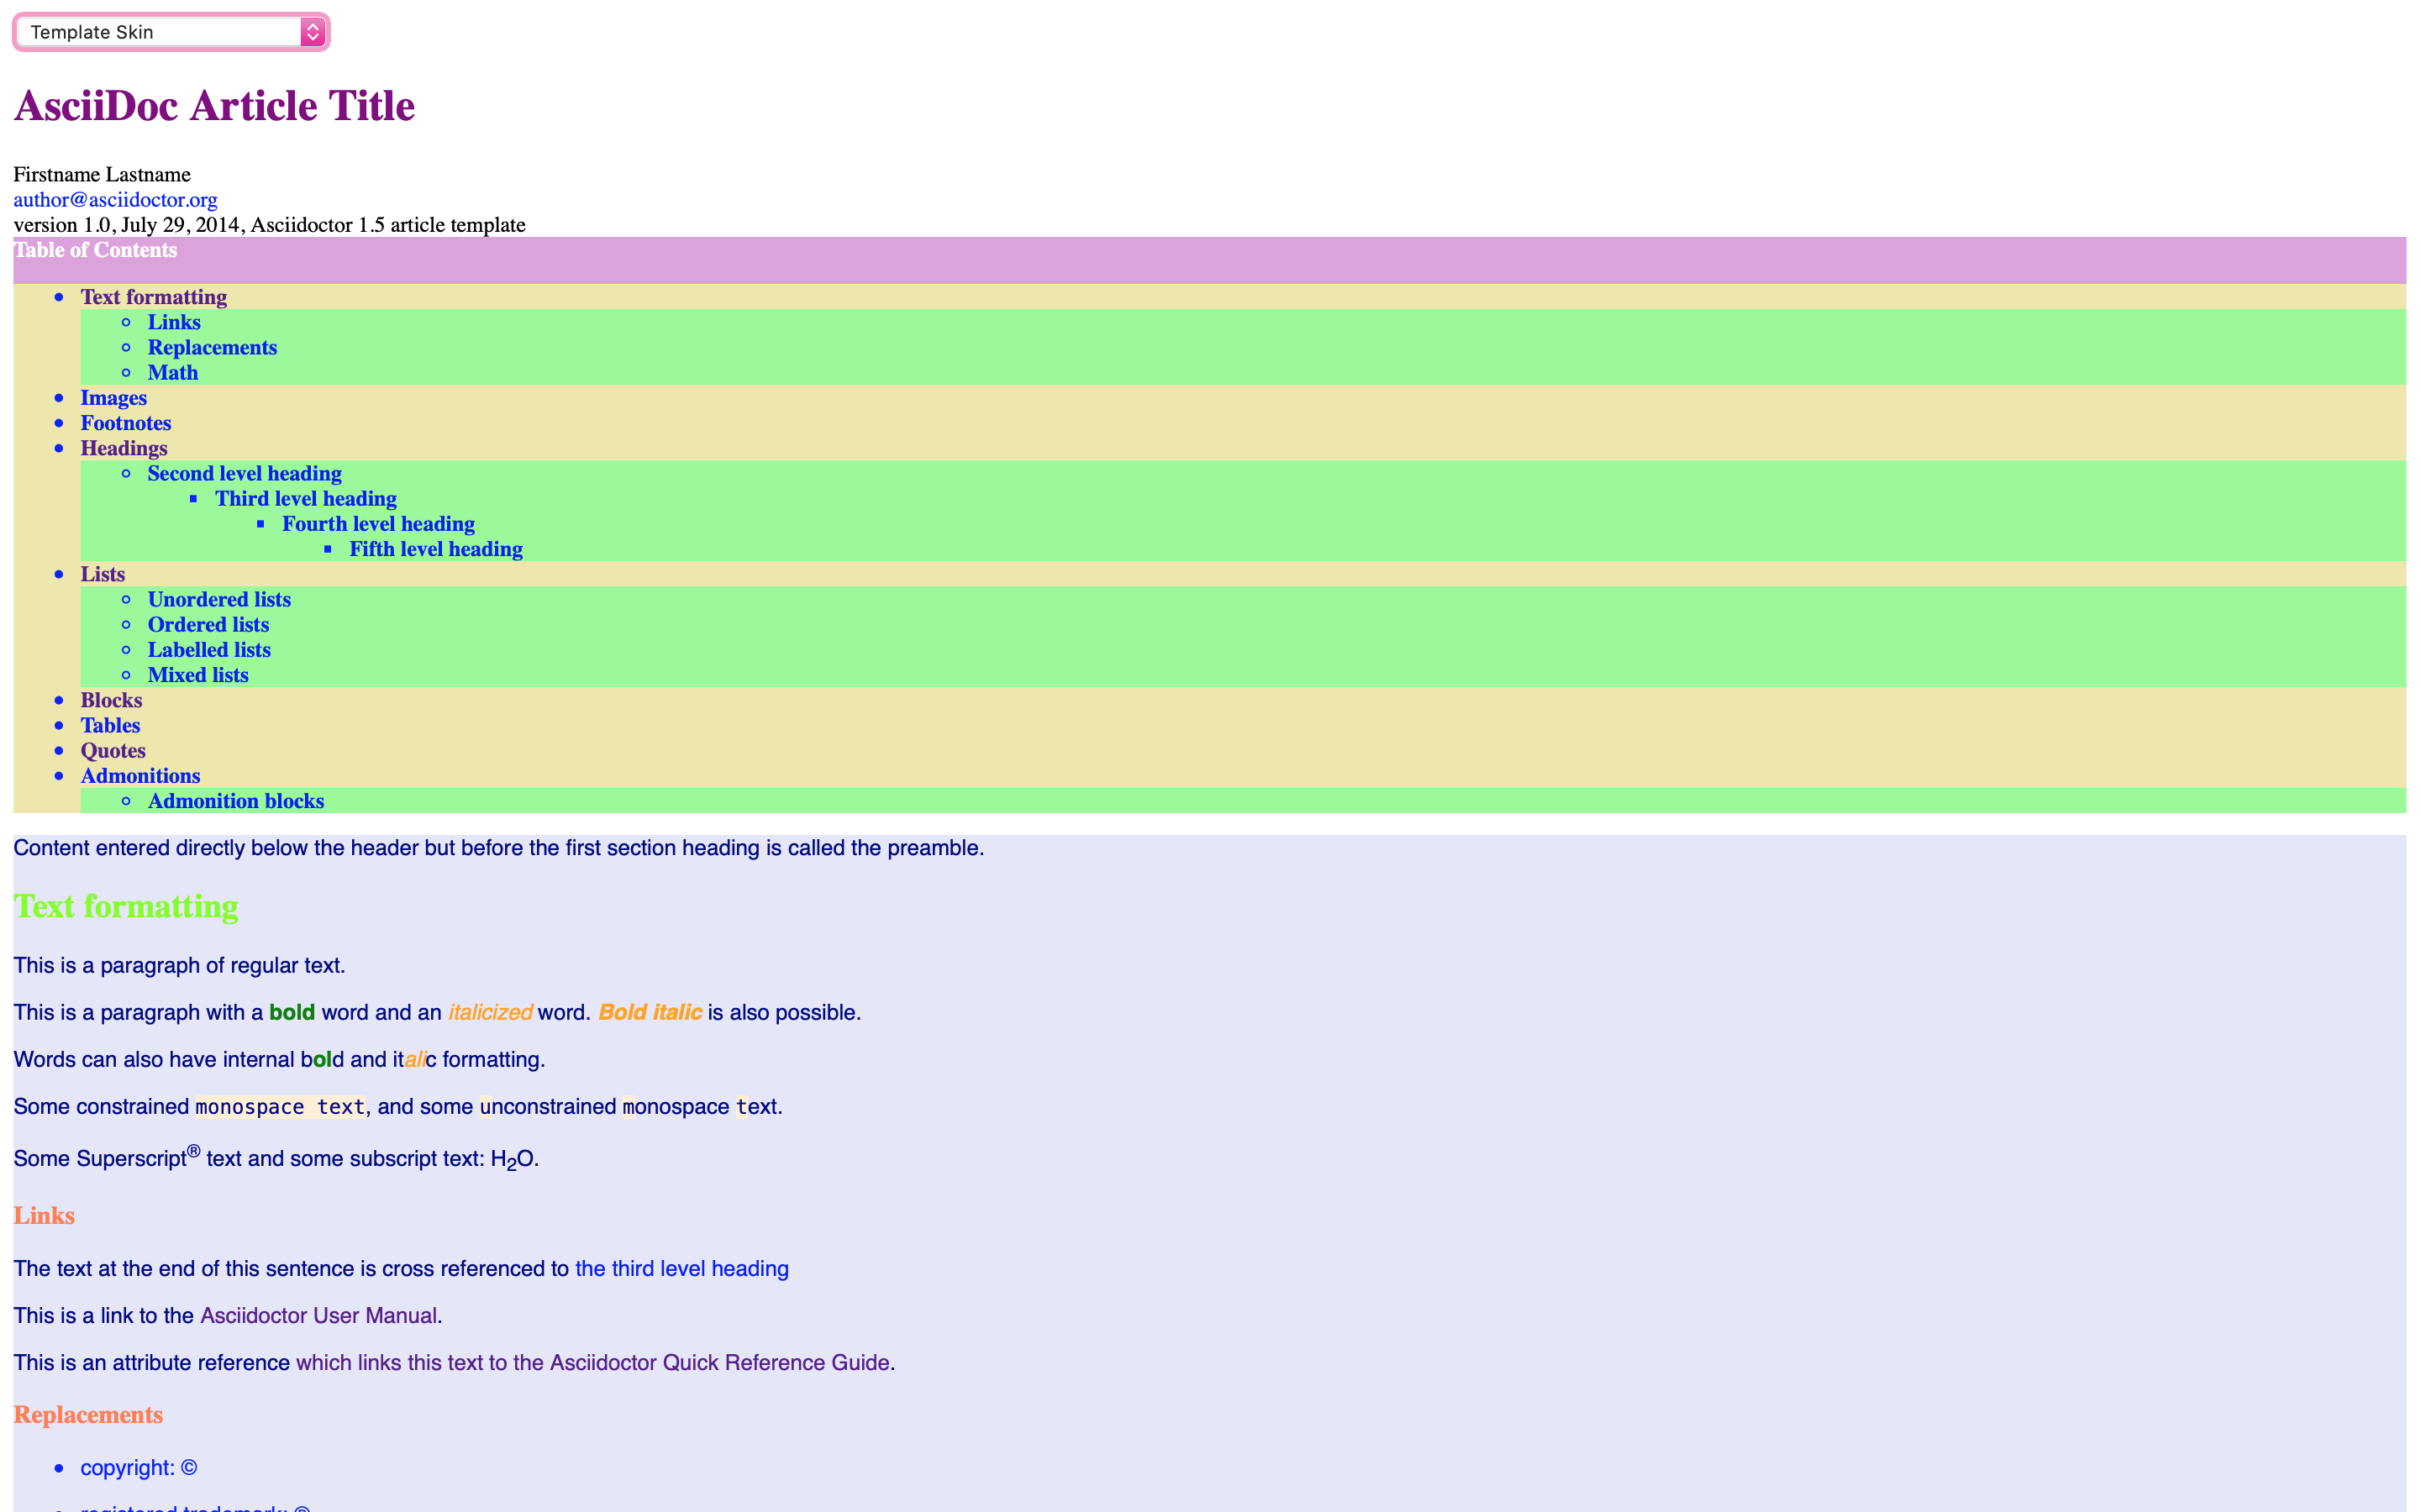 Template Skin
AsciiDoc Article Title
Firstname Lastname
author@asciidoctor.org
version 1.0, July 29, 2014, Asciidoctor 1.5 article template
Table of Contents
Text formatting
Links
Replacements
Math
Images
Footnotes
Headings
Second level heading
Third level heading
Fourth level heading
Fifth level heading
Lists
Unordered lists
Ordered lists
Labelled lists
Mixed lists
Blocks
Tables
Quotes
Admonitions
Admonition blocks
Content entered directly below the header but before the first section heading is called the preamble.
Text formatting
This is a paragraph of regular text.
This is a paragraph with a bold word and an italicized word. Bold italic is also possible.
Words can also have internal bold and italic formatting.
Some constrained monospace text, and some unconstrained monospace text.
Some Superscript® text and some subscript text: H₂O.
Links
The text at the end of this sentence is cross referenced to the third level heading
This is a link to the Asciidoctor User Manual.
This is an attribute reference which links this text to the Asciidoctor Quick Reference Guide.
Replacements
copyright: ©
registered trademark: ®